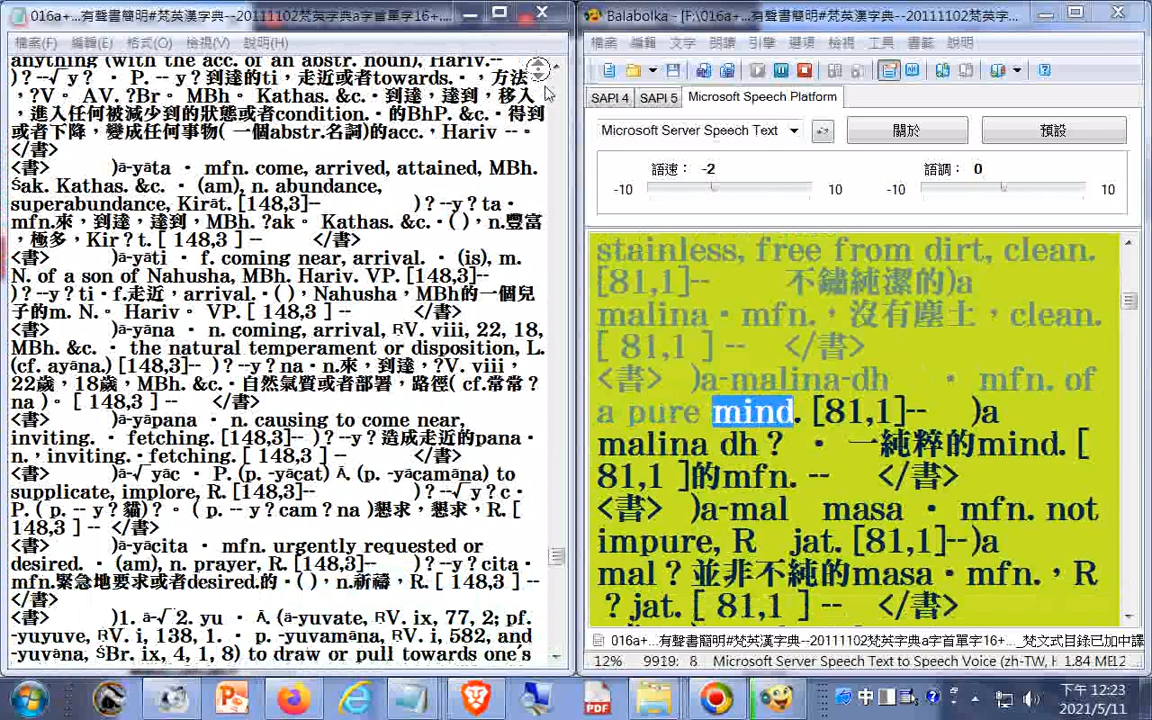 有聲書簡明#梵英漢字典--20111102梵英字典a字首單字16+...
檔案(F) 編輯(E) 格式(O) 檢視(V) 說明(H)
anything (with the acc. of an abstr. noun), Hariv.--
)? --√ y? · P. -- y? 到達的ti，走近或者towards.·，方法
，?V。 AV. ?Br。 MBh。 Kathas. &c.·到達，達到，移入
，進入任何被減少到的狀態或者condition.·的BhP. &c.·得到
或者下降，變成任何事物( 一個abstr.名詞)的acc.，Hariv --。
</書>
<書> )ā-yāta · mfn. come, arrived, attained, MBh.
Śak. Kathas. &c. · (am), n. abundance,
superabundance, Kirāt. [148,3]-- )? --y? ta ·
mfn.來，到達，達到，MBh. ?ak。 Kathas. &c.·( )，n.豐富
，極多，Kir ? t. [ 148,3 ] -- </書>
<書> )ā-yāti · f. coming near, arrival. · (is), m.
N. of a son of Nahusha, MBh. Hariv. VP. [148,3]--
)? --y? ti · f.走近，arrival.·( )，Nahusha，MBh的一個兒
子的m. N.。 Hariv。 VP. [ 148,3 ] -- </書>
<書> )ā-yāna · n. coming, arrival, RV. viii, 22, 18,
MBh. &c. · the natural temperament or disposition, L.
(cf. ayāna.) [148,3]-- )? --y? na · n.來，到達，?V. viii，
22歲，18歲，MBh. &c.·自然氣質或者部署，路徑( cf.常常 ?
na )。 [ 148,3 ] -- </書>
<書> )ā-yāpana · n. causing to come near,
inviting. · fetching. [148,3]-- )? --y? 造成走近的pana ·
n.，inviting.·fetching. [ 148,3 ] -- </書>
<書> )ā-√yāc · P. (p. -yācat) Ā. (p. -yācamāna) to
supplicate, implore, R. [148,3]-- )? --√ y? c ·
P. ( p. -- y? 貓)?。 ( p. -- y? cam ? na )懇求，懇求，R. [
148,3 ] -- </書>
<書> )ā-yācita · mfn. urgently requested or
desired. · (am), n. prayer, R. [148,3]-- )? --y? cita ·
mfn.緊急地要求或者desired.的·( )，n.祈禱，R. [ 148,3 ] --
</書>
<書> )1. ā-√ 2. yu · Ā. (ā-yuvate, RV. ix, 77, 2; pf.
-yuyuve, RV. i, 138, 1. · p. -yuvamāna, RV. i, 582, and
-yuvāna, ŚBr. ix, 4, 1, 8) to draw or pull towards one's
Balabolka - [F:\016a+...有聲書簡明#梵英漢字典--20111102梵英字...
檔案 編輯 文字 朗讀 引擎 選項 檢視 工具 書籤 說明
SAPI 4 SAPI 5 Microsoft Speech Platform
Microsoft Server Speech Text 關於 預設
語速： -2 語調： 0
-10 10 -10 10
stainless, free from dirt, clean.
[81,1]-- 不鏽純潔的)a
malina · mfn.，沒有塵土，clean.
[ 81,1 ] -- </書>
<書> )a-malina-dh · mfn. of
a pure mind. [81,1]-- )a
malina dh ? · 一純粹的mind. [
81,1 ]的mfn. -- </書>
<書> )a-mal masa · mfn. not
impure, R jat. [81,1]--)a
mal ? 並非不純的masa · mfn.，R
? jat. [ 81,1 ] -- </書>
016a+...有聲書簡明#梵英漢字典--20111102梵英字典a字首單字16+..._梵文式目錄已加中譯
12% 9919: 8 Microsoft Server Speech Text to Speech Voice (zh-TW, H 1.84 ME12
中
下午 12:23
2021/5/11
PDF